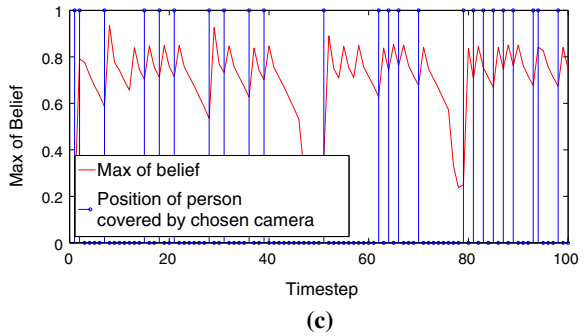 1
0.8
0.6
0.4
0.2
0
Max of Belief
Max of belief
Position of person
covered by chosen camera
0 20 40 60 80 100
Timestep
(c)